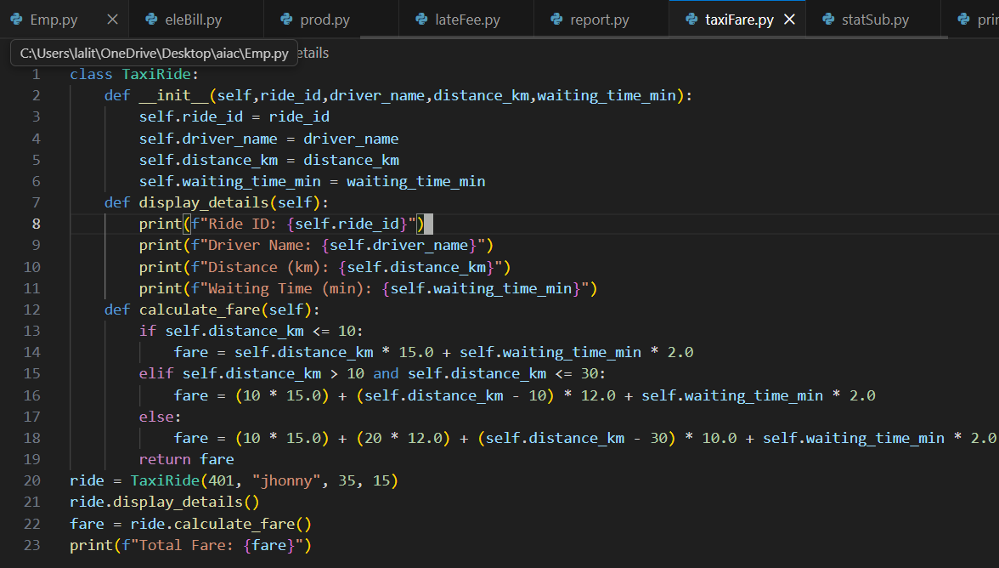 Emp.py
eleBill.py
prod.py
lateFee.py
report.py
taxiFare.py
statSub.py
C:\Users\lalit\OneDrive\Desktop\aiac\Emp.py
1 class TaxiRide:
2     def __init__(self,ride_id,driver_name,distance_km,waiting_time_min):
3         self.ride_id = ride_id
4         self.driver_name = driver_name
5         self.distance_km = distance_km
6         self.waiting_time_min = waiting_time_min
7     def display_details(self):
8         print(f"Ride ID: {self.ride_id}")
9         print(f"Driver Name: {self.driver_name}")
10         print(f"Distance (km): {self.distance_km}")
11         print(f"Waiting Time (min): {self.waiting_time_min}")
12     def calculate_fare(self):
13         if self.distance_km <= 10:
14             fare = self.distance_km * 15.0 + self.waiting_time_min * 2.0
15         elif self.distance_km > 10 and self.distance_km <= 30:
16             fare = (10 * 15.0) + (self.distance_km - 10) * 12.0 + self.waiting_time_min * 2.0
17         else:
18             fare = (10 * 15.0) + (20 * 12.0) + (self.distance_km - 30) * 10.0 + self.waiting_time_min * 2.0
19         return fare
20 ride = TaxiRide(401, "jhonny", 35, 15)
21 ride.display_details()
22 fare = ride.calculate_fare()
23 print(f"Total Fare: {fare}")